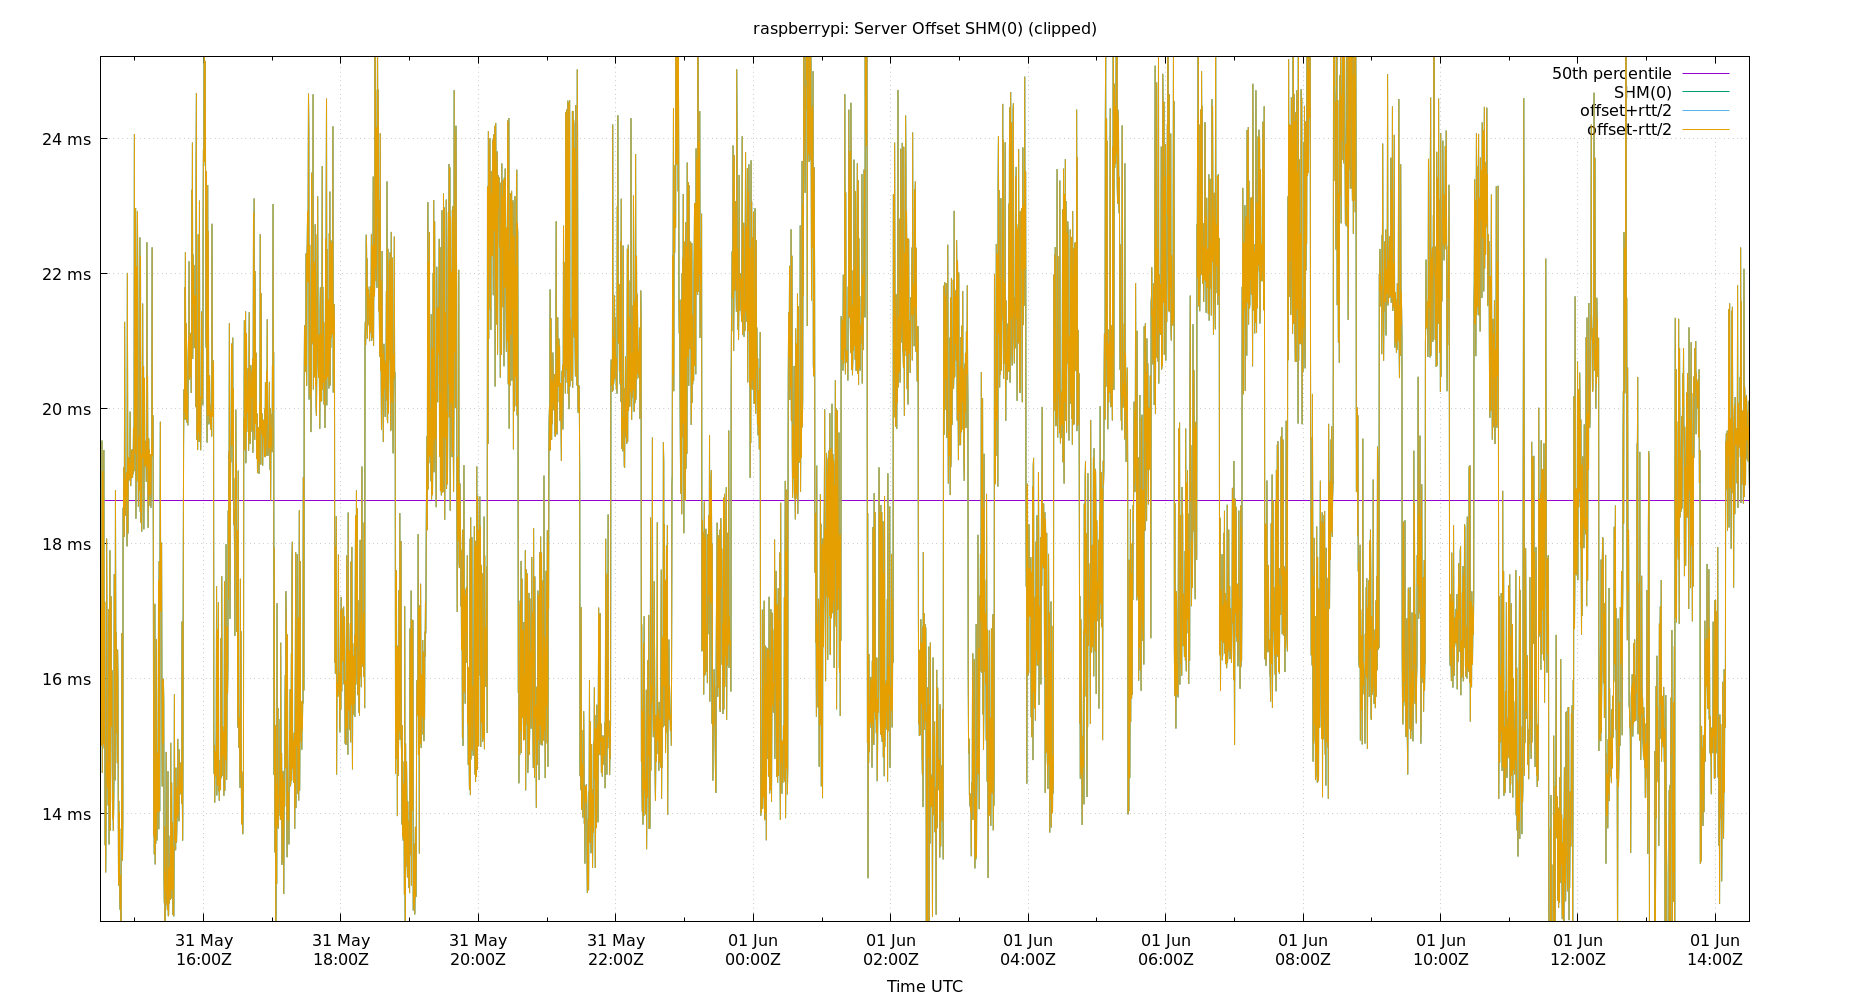 raspberrypi: Server Offset SHM(0) (clipped)
50th percentile
SHM(0)
offset+rtt/2
offset-rtt/2
24 ms
22 ms
20 ms
18 ms
16 ms
14 ms
31 May 31 May 31 May 31 May 01 Jun 01 Jun 01 Jun 01 Jun 01 Jun 01 Jun 01 Jun 01 Jun
16:00Z 18:00Z 20:00Z 22:00Z 00:00Z 02:00Z 04:00Z 06:00Z 08:00Z 10:00Z 12:00Z 14:00Z
Time UTC